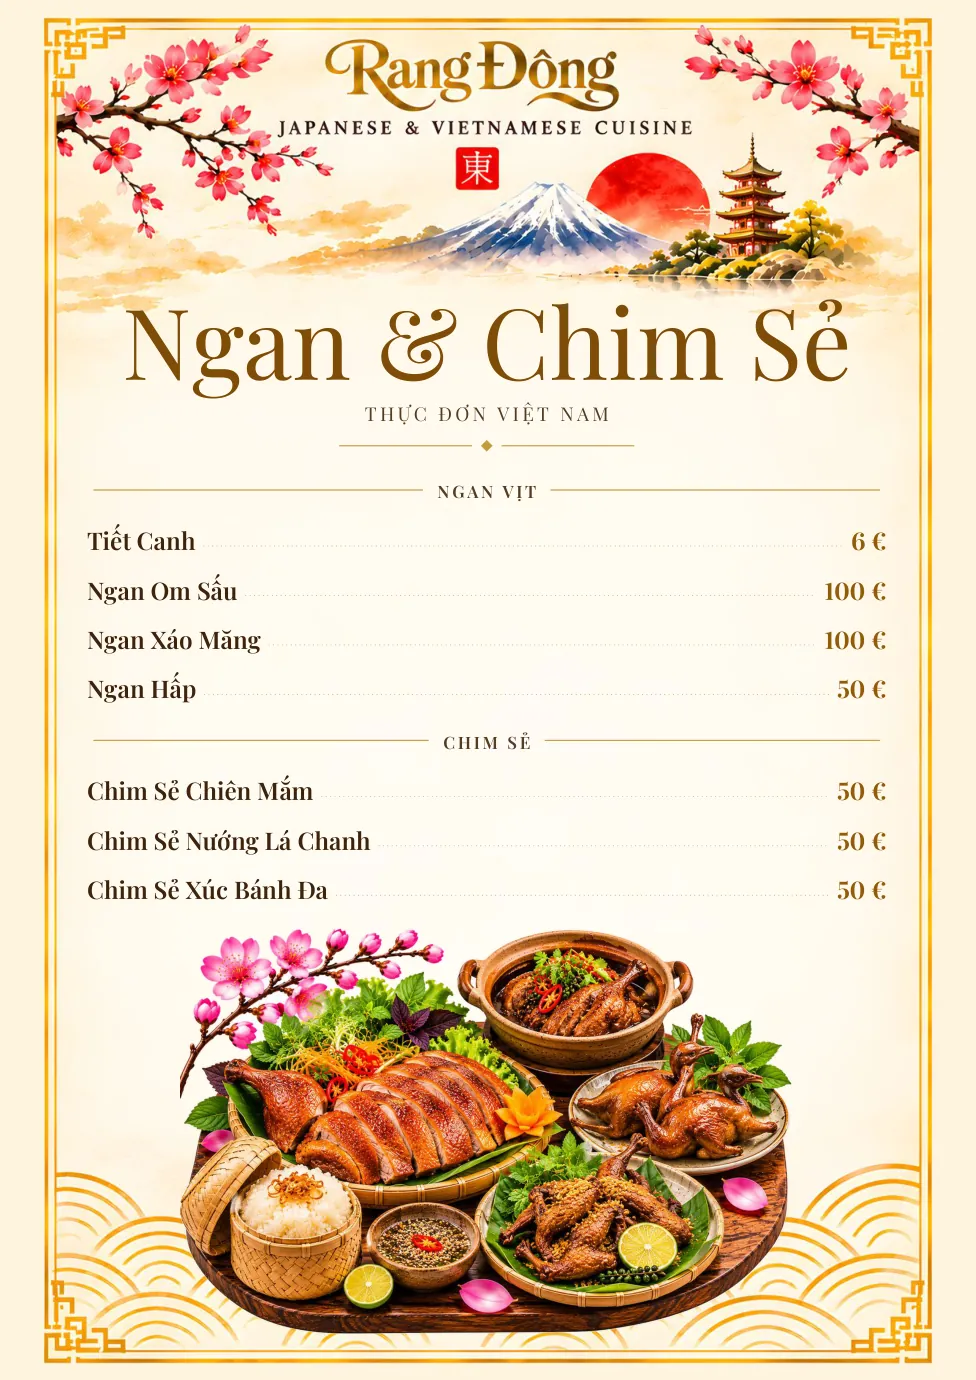 Rạng Đông
JAPANESE & VIETNAMESE CUISINE
東
Ngan & Chim Sẻ
THỰC ĐƠN VIỆT NAM
NGAN VỊT
Tiết Canh 6 €
Ngan Om Sấu 100 €
Ngan Xáo Măng 100 €
Ngan Hấp 50 €
CHIM SẺ
Chim Sẻ Chiên Mắm 50 €
Chim Sẻ Nướng Lá Chanh 50 €
Chim Sẻ Xúc Bánh Đa 50 €